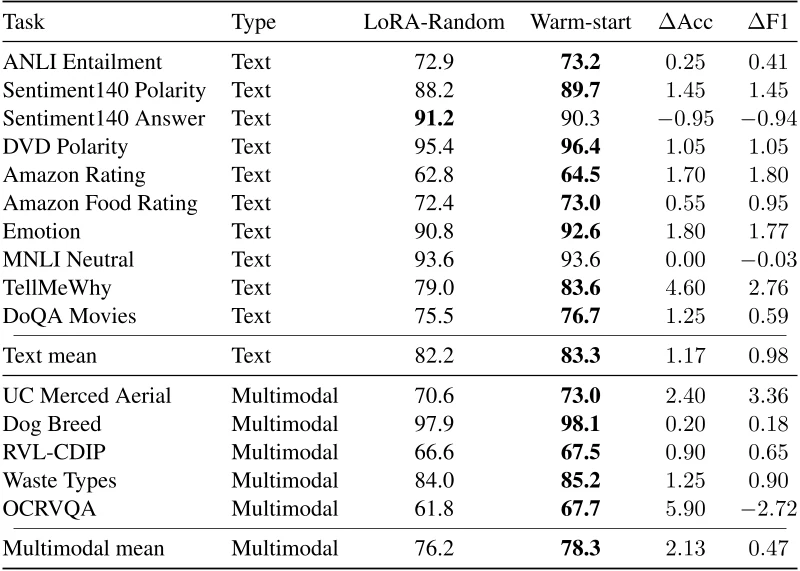 Task Type LoRA-Random Warm-start ΔAcc ΔF1
ANLI Entailment Text 72.9 73.2 0.25 0.41
Sentiment140 Polarity Text 88.2 89.7 1.45 1.45
Sentiment140 Answer Text 91.2 90.3 −0.95 −0.94
DVD Polarity Text 95.4 96.4 1.05 1.05
Amazon Rating Text 62.8 64.5 1.70 1.80
Amazon Food Rating Text 72.4 73.0 0.55 0.95
Emotion Text 90.8 92.6 1.80 1.77
MNLI Neutral Text 93.6 93.6 0.00 −0.03
TellMeWhy Text 79.0 83.6 4.60 2.76
DoQA Movies Text 75.5 76.7 1.25 0.59
Text mean Text 82.2 83.3 1.17 0.98
UC Merced Aerial Multimodal 70.6 73.0 2.40 3.36
Dog Breed Multimodal 97.9 98.1 0.20 0.18
RVL-CDIP Multimodal 66.6 67.5 0.90 0.65
Waste Types Multimodal 84.0 85.2 1.25 0.90
OCRVQA Multimodal 61.8 67.7 5.90 −2.72
Multimodal mean Multimodal 76.2 78.3 2.13 0.47